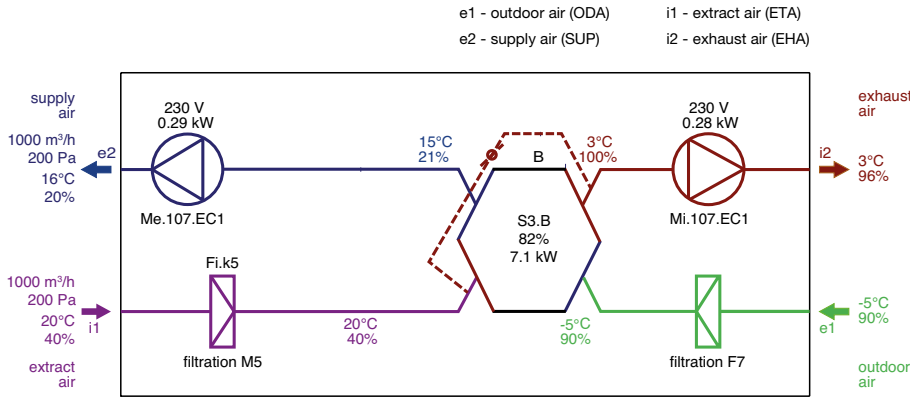 e1 - outdoor air (ODA)
i1 - extract air (ETA)
e2 - supply air (SUP)
i2 - exhaust air (EHA)
supply
air
1000 m³/h
200 Pa
e2
16°C
20%
230 V
0.29 kW
Me.107.EC1
15°C
21%
B
3°C
100%
230 V
0.28 kW
Mi.107.EC1
exhaust
air
i2
3°C
96%
S3.B
82%
7.1 kW
1000 m³/h
200 Pa
i1
20°C
40%
extract
air
Fi.k5
filtration M5
20°C
40%
-5°C
90%
filtration F7
e1
-5°C
90%
outdoor
air